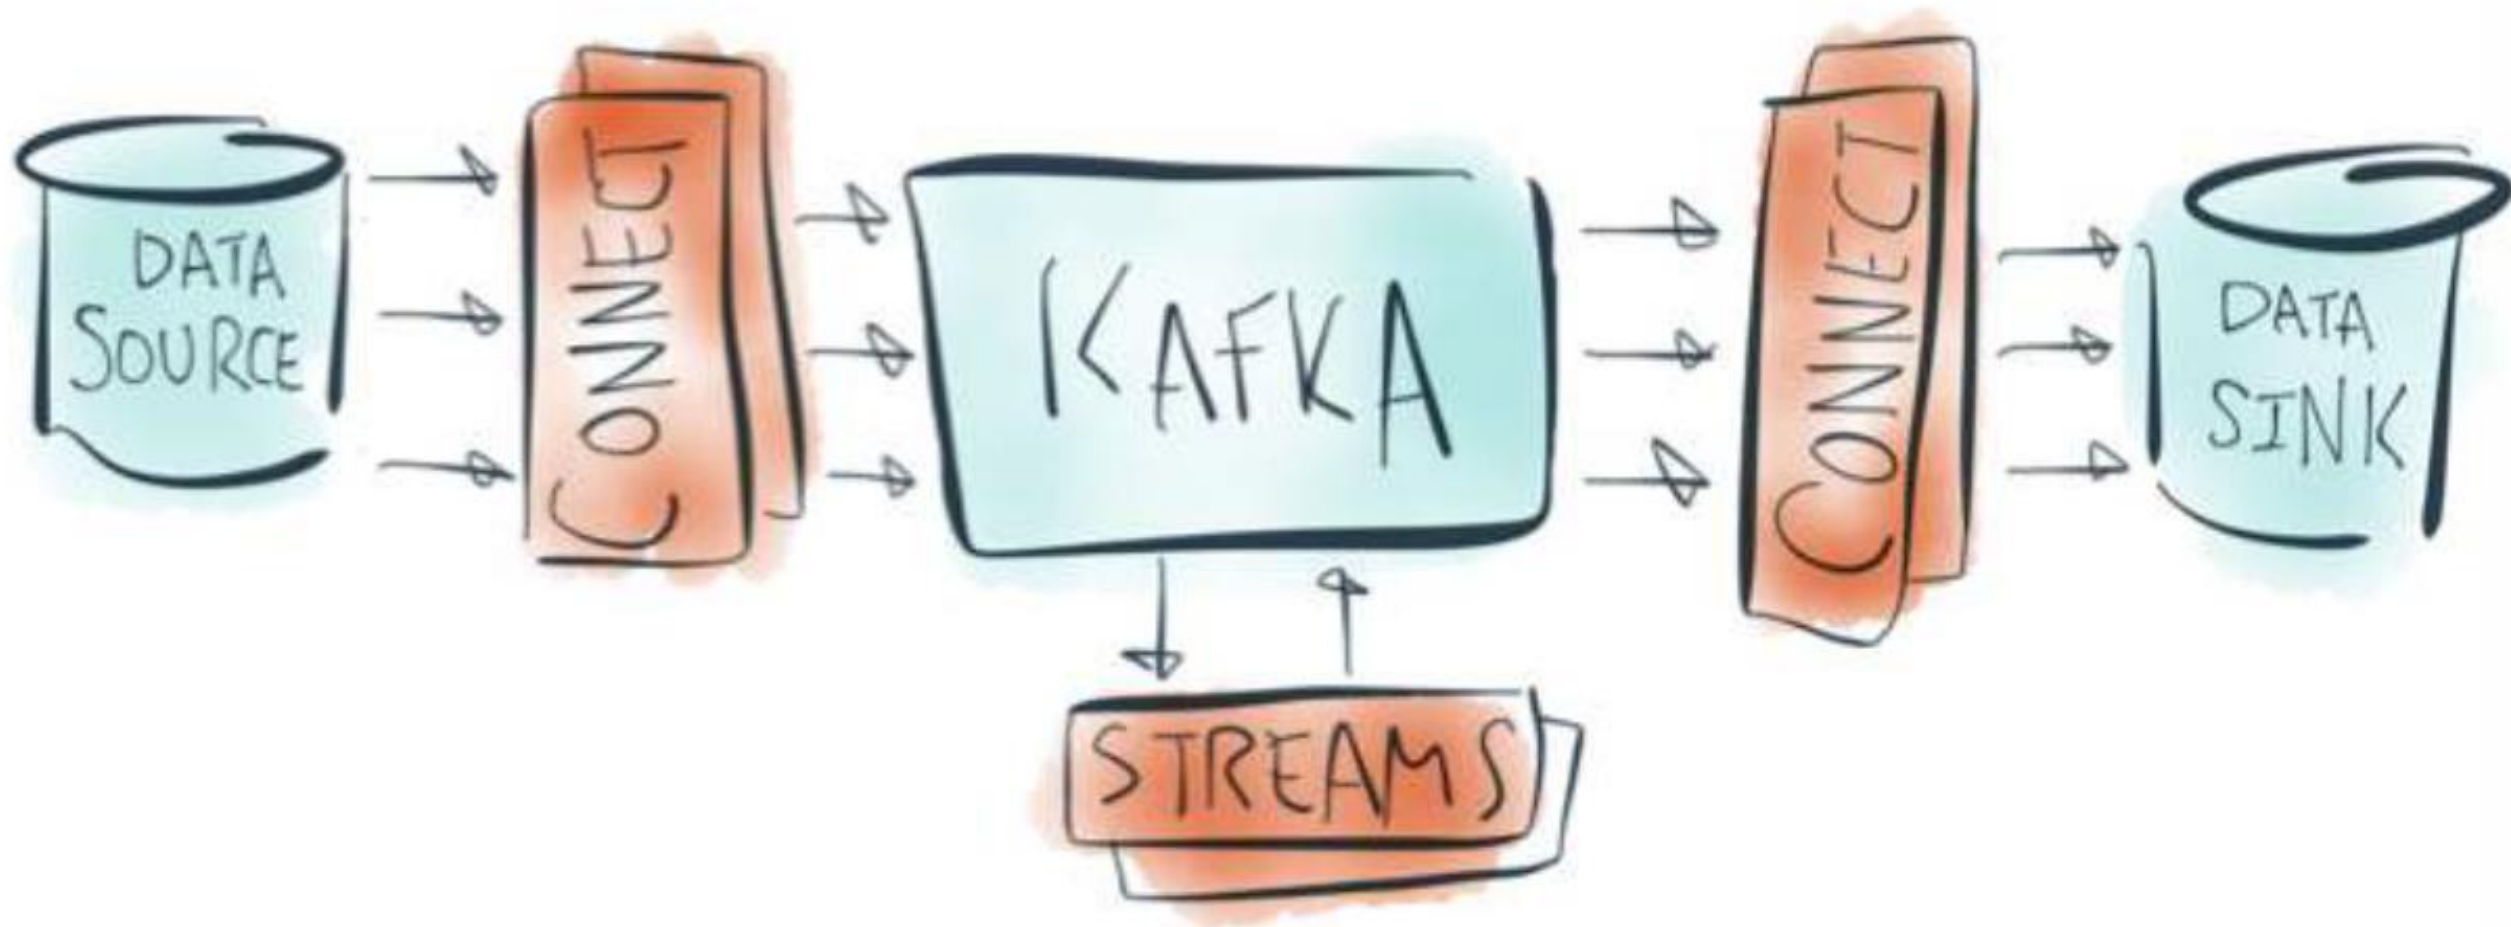 DATA
SOURCE
CONNECT
KAFKA
CONNECT
DATA
SINK
STREAMS